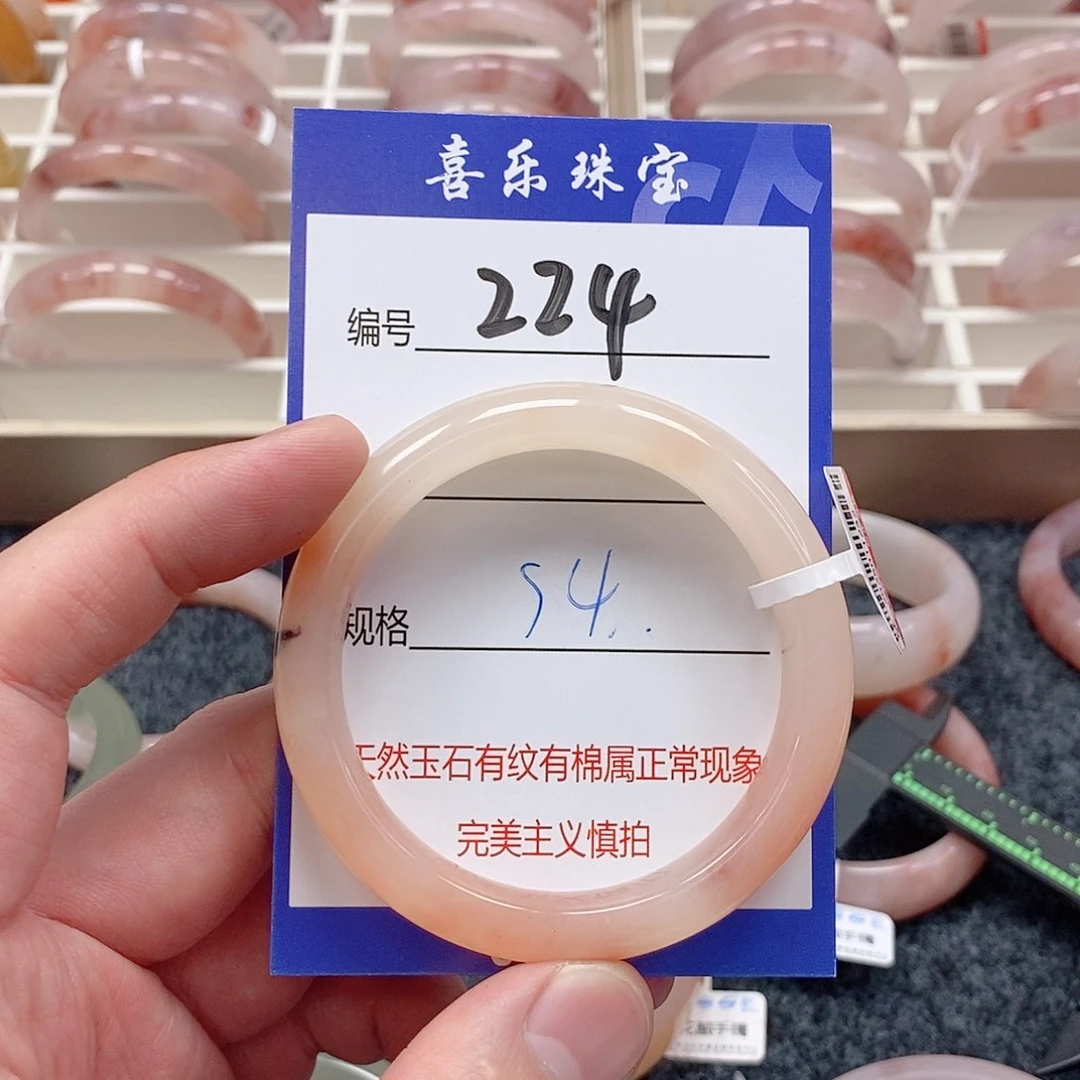 喜乐珠宝
编号 224
规格 54.
天然玉石有纹有棉属正常现象
完美主义慎拍